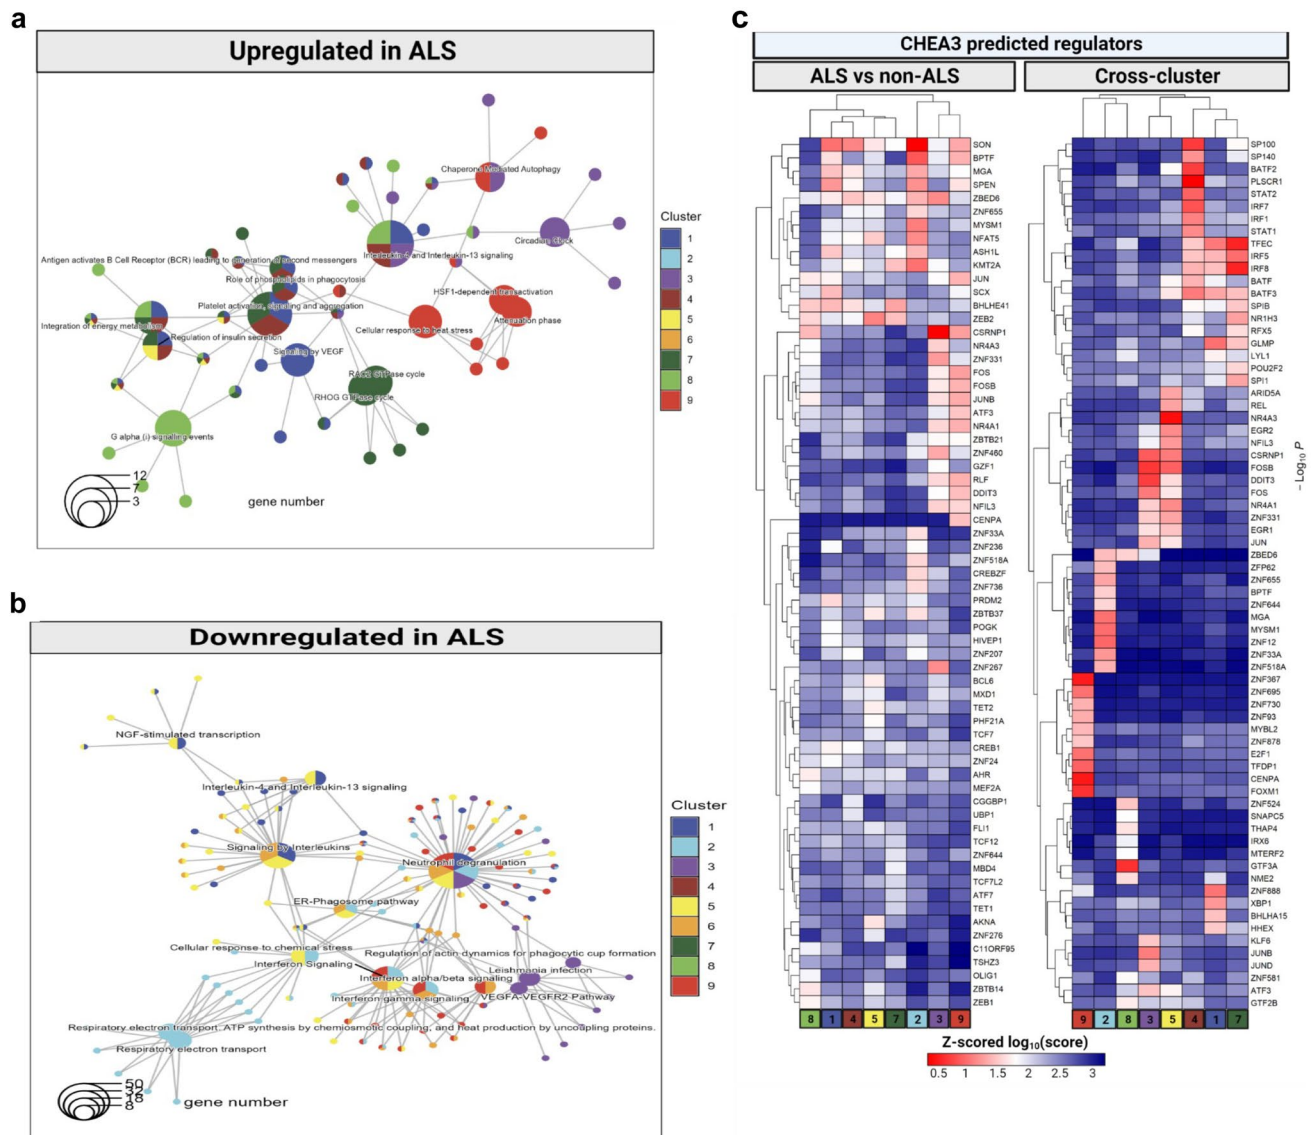 a
Upregulated in ALS
Chaperone Mediated Autophagy
Circadian Clock
Interleukin-4 and Interleukin-13 signaling
Antigen activates B Cell Receptor (BCR) leading to generation of second messengers
Role of phospholipids in phagocytosis
HSF1-dependent transactivation
Platelet activation, signaling and aggregation
Attenuation phase
Integration of energy metabolism
Cellular response to heat stress
Regulation of insulin secretion
Signaling by VEGF
RAC2 GTPase cycle
RHOG GTPase cycle
G alpha (i) signalling events
12
7
3
gene number
Cluster
1
2
3
4
5
6
7
8
9
b
Downregulated in ALS
NGF-stimulated transcription
Interleukin-4 and Interleukin-13 signaling
Signaling by Interleukins
Neutrophil degranulation
ER-Phagosome pathway
Cellular response to chemical stress
Regulation of actin dynamics for phagocytic cup formation
Interferon Signaling
Leishmania infection
Interferon alpha/beta signaling
Interferon gamma signaling
VEGFA-VEGFR2 Pathway
Respiratory electron transport, ATP synthesis by chemiosmotic coupling, and heat production by uncoupling proteins.
Respiratory electron transport
50
32
18
8
gene number
Cluster
1
2
3
4
5
6
7
8
9
c
CHEA3 predicted regulators
ALS vs non-ALS
SON
BPTF
MGA
SPEN
ZBED6
ZNF655
MYSM1
NFAT5
ASH1L
KMT2A
JUN
SCX
BHLHE41
ZEB2
CSRNP1
NR4A3
ZNF331
FOS
FOSB
JUNB
ATF3
NR4A1
ZBTB21
ZNF460
GZF1
RLF
DDIT3
NFIL3
CENPA
ZNF33A
ZNF236
ZNF518A
CREBZF
ZNF736
PRDM2
ZBTB37
POGK
HIVEP1
ZNF207
ZNF267
BCL6
MXD1
TET2
PHF21A
TCF7
CREB1
ZNF24
AHR
MEF2A
CGGBP1
UBP1
FLI1
TCF12
ZNF644
MBD4
TCF7L2
ATF7
TET1
AKNA
ZNF276
C11ORF95
TSHZ3
OLIG1
ZBTB14
ZEB1
8 1 4 5 7 2 3 9
Cross-cluster
SP100
SP140
BATF2
PLSCR1
STAT2
IRF7
IRF1
STAT1
TFEC
IRF5
IRF8
BATF
BATF3
SPIB
NR1H3
RFX5
GLMP
LYL1
POU2F2
SPI1
ARID5A
REL
NR4A3
EGR2
NFIL3
CSRNP1
FOSB
DDIT3
FOS
NR4A1
ZNF331
EGR1
JUN
ZBED6
ZFP62
ZNF655
BPTF
ZNF644
MGA
MYSM1
ZNF12
ZNF33A
ZNF518A
ZNF367
ZNF695
ZNF730
ZNF93
MYBL2
ZNF878
E2F1
TFDP1
CENPA
FOXM1
ZNF524
SNAPC5
THAP4
IRX6
MTERF2
GTF3A
NME2
ZNF888
XBP1
BHLHA15
HHEX
KLF6
JUNB
JUND
ZNF581
ATF3
GTF2B
9 2 8 3 5 4 1 7
− Log10 P
Z-scored log10(score)
0.5 1 1.5 2 2.5 3